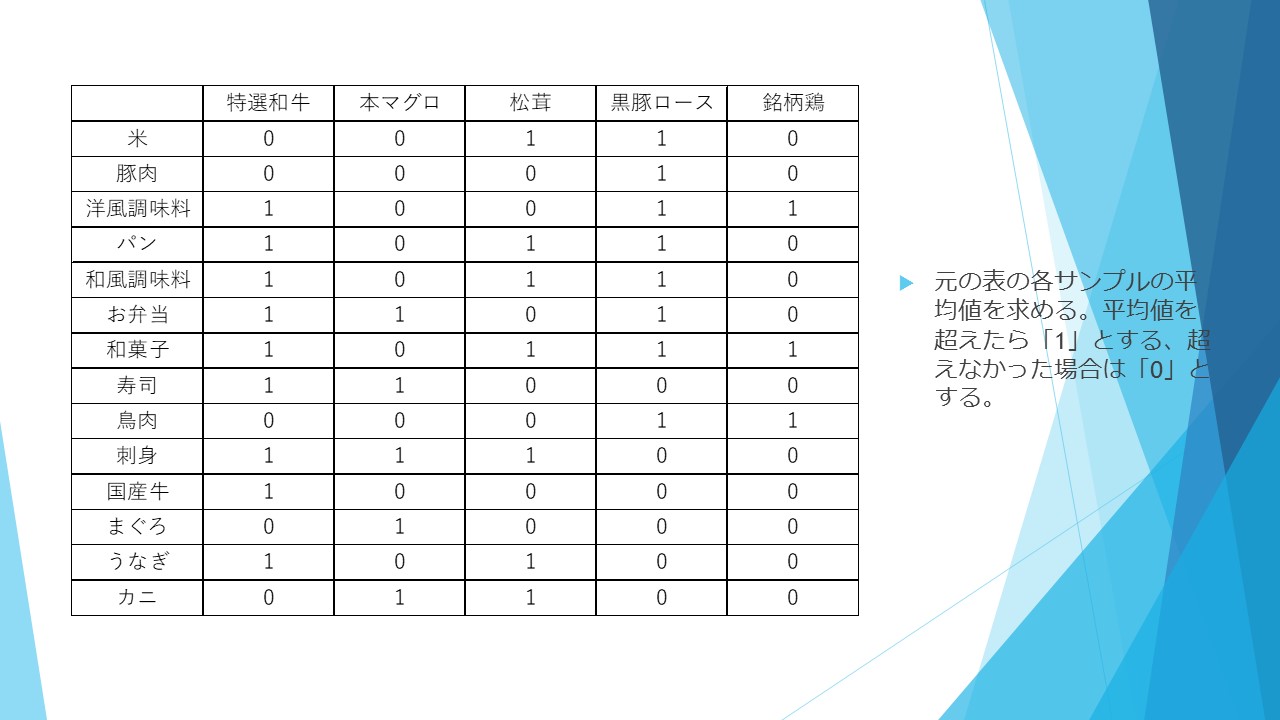 特選和牛 本マグロ 松茸 黒豚ロース 銘柄鶏
米 0 0 1 1 0
豚肉 0 0 0 1 0
洋風調味料 1 0 0 1 1
パン 1 0 1 1 0
和風調味料 1 0 1 1 0
お弁当 1 1 0 1 0
和菓子 1 0 1 1 1
寿司 1 1 0 0 0
鳥肉 0 0 0 1 1
刺身 1 1 1 0 0
国産牛 1 0 0 0 0
まぐろ 0 1 0 0 0
うなぎ 1 0 1 0 0
カニ 0 1 1 0 0
元の表の各サンプルの平
均値を求める。平均値を
超えたら「1」とする、超
えなかった場合は「0」と
する。